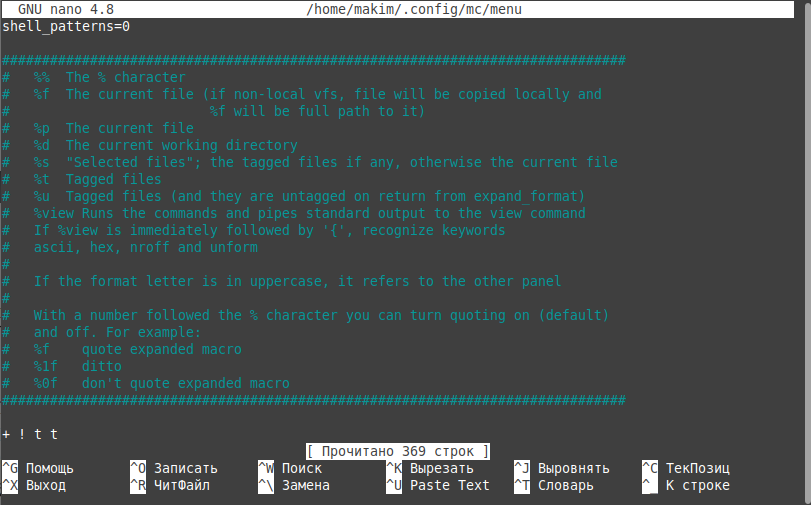 GNU nano 4.8 /home/makim/.config/mc/menu
shell_patterns=0
##############################################################################
# %% The % character
# %f The current file (if non-local vfs, file will be copied locally and
# %f will be full path to it)
# %p The current file
# %d The current working directory
# %s "Selected files"; the tagged files if any, otherwise the current file
# %t Tagged files
# %u Tagged files (and they are untagged on return from expand_format)
# %view Runs the commands and pipes standard output to the view command
# If %view is immediately followed by '{', recognize keywords
# ascii, hex, nroff and unform
#
# If the format letter is in uppercase, it refers to the other panel
#
# With a number followed the % character you can turn quoting on (default)
# and off. For example:
# %f quote expanded macro
# %1f ditto
# %0f don't quote expanded macro
##############################################################################
+ ! t t
[ Прочитано 369 строк ]
^G Помощь ^O Записать ^W Поиск ^K Вырезать ^J Выровнять ^C ТекПозиц
^X Выход ^R ЧитФайл ^\ Замена ^U Paste Text ^T Словарь ^_ К строке